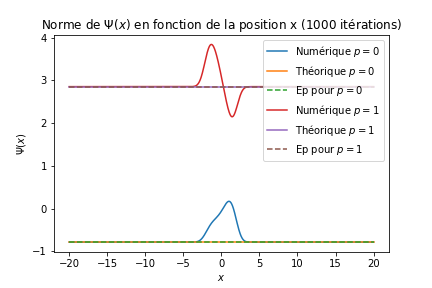 Norme de Ψ(x) en fonction de la position x (1000 itérations)
Numérique p = 0
Théorique p = 0
Ep pour p = 0
Numérique p = 1
Théorique p = 1
Ep pour p = 1
Ψ(x)
4
3
2
1
0
−1
−20 −15 −10 −5 0 5 10 15 20
x